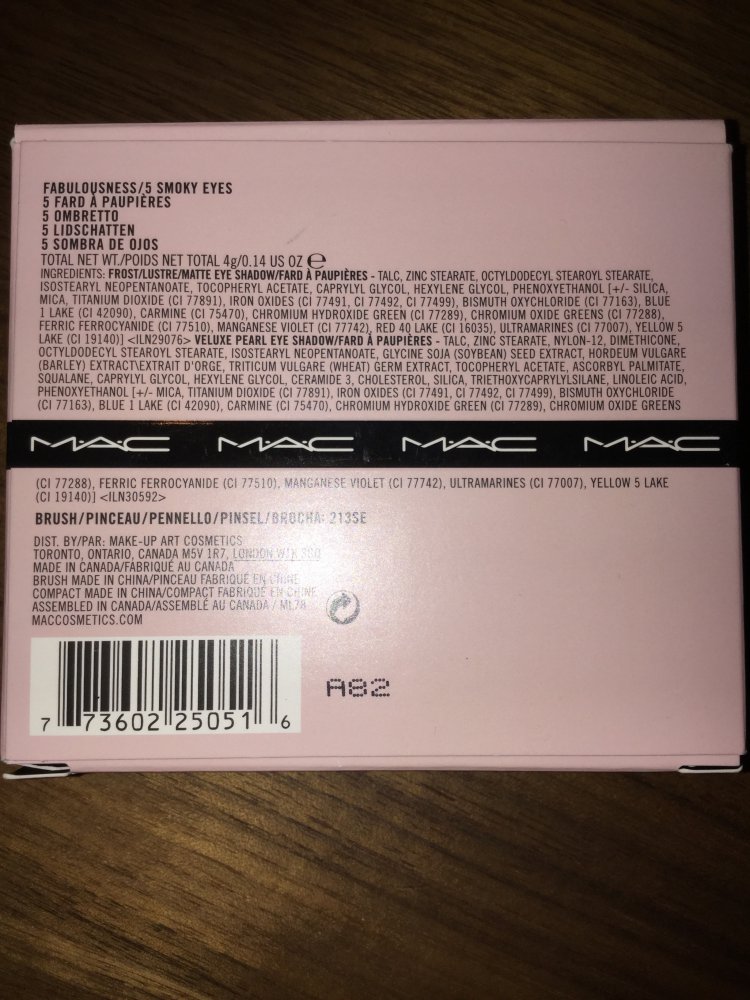 FABULOUSNESS/5 SMOKY EYES
5 FARD À PAUPIÈRES
5 OMBRETTO
5 LIDSCHATTEN
5 SOMBRA DE OJOS
TOTAL NET WT./POIDS NET TOTAL 4g/0.14 US OZ ℮
INGREDIENTS: FROST/LUSTRE/MATTE EYE SHADOW/FARD À PAUPIÈRES - TALC, ZINC STEARATE, OCTYLDODECYL STEAROYL STEARATE,
ISOSTEARYL NEOPENTANOATE, TOCOPHERYL ACETATE, CAPRYLYL GLYCOL, HEXYLENE GLYCOL, PHENOXYETHANOL [+/- SILICA,
MICA, TITANIUM DIOXIDE (CI 77891), IRON OXIDES (CI 77491, CI 77492, CI 77499), BISMUTH OXYCHLORIDE (CI 77163), BLUE
1 LAKE (CI 42090), CARMINE (CI 75470), CHROMIUM HYDROXIDE GREEN (CI 77289), CHROMIUM OXIDE GREENS (CI 77288),
FERRIC FERROCYANIDE (CI 77510), MANGANESE VIOLET (CI 77742), RED 40 LAKE (CI 16035), ULTRAMARINES (CI 77007), YELLOW 5
LAKE (CI 19140)] <ILN29076> VELUXE PEARL EYE SHADOW/FARD À PAUPIÈRES - TALC, ZINC STEARATE, NYLON-12, DIMETHICONE,
OCTYLDODECYL STEAROYL STEARATE, ISOSTEARYL NEOPENTANOATE, GLYCINE SOJA (SOYBEAN) SEED EXTRACT, HORDEUM VULGARE
(BARLEY) EXTRACT\EXTRAIT D'ORGE, TRITICUM VULGARE (WHEAT) GERM EXTRACT, TOCOPHERYL ACETATE, ASCORBYL PALMITATE,
SQUALANE, CAPRYLYL GLYCOL, HEXYLENE GLYCOL, CERAMIDE 3, CHOLESTEROL, SILICA, TRIETHOXYCAPRYLYLSILANE, LINOLEIC ACID,
PHENOXYETHANOL [+/- MICA, TITANIUM DIOXIDE (CI 77891), IRON OXIDES (CI 77491, CI 77492, CI 77499), BISMUTH OXYCHLORIDE
(CI 77163), BLUE 1 LAKE (CI 42090), CARMINE (CI 75470), CHROMIUM HYDROXIDE GREEN (CI 77289), CHROMIUM OXIDE GREENS
M·A·C M·A·C M·A·C M·A·C
(CI 77288), FERRIC FERROCYANIDE (CI 77510), MANGANESE VIOLET (CI 77742), ULTRAMARINES (CI 77007), YELLOW 5 LAKE
(CI 19140)] <ILN30592>
BRUSH/PINCEAU/PENNELLO/PINSEL/BROCHA: 213SE
DIST. BY/PAR: MAKE-UP ART COSMETICS
TORONTO, ONTARIO, CANADA M5V 1R7, LONDON
MADE IN CANADA/FABRIQUÉ AU CANADA
BRUSH MADE IN CHINA/PINCEAU FABRIQUÉ EN CHINE
COMPACT MADE IN CHINA/COMPACT FABRIQUÉ EN CHINE
ASSEMBLED IN CANADA/ASSEMBLÉ AU CANADA / ML78
MACCOSMETICS.COM
7 73602 25051 6
A82